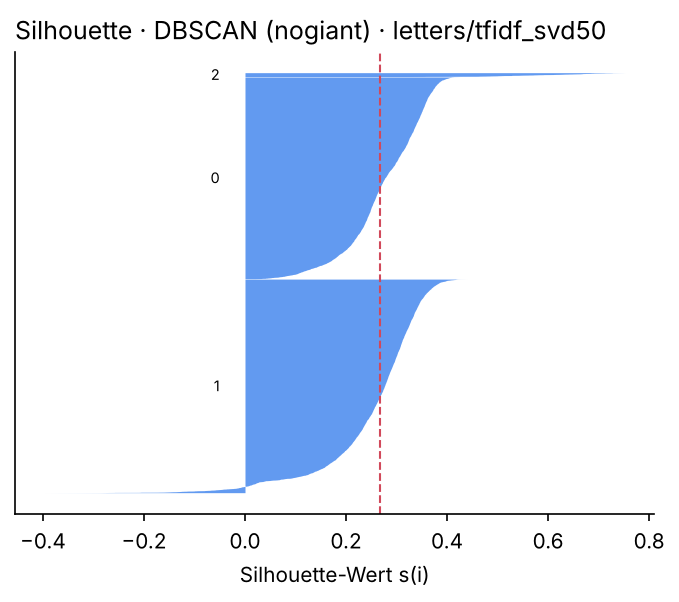 Silhouette · DBSCAN (nogiant) · letters/tfidf_svd50
2
0
1
−0.4 −0.2 0.0 0.2 0.4 0.6 0.8
Silhouette-Wert s(i)